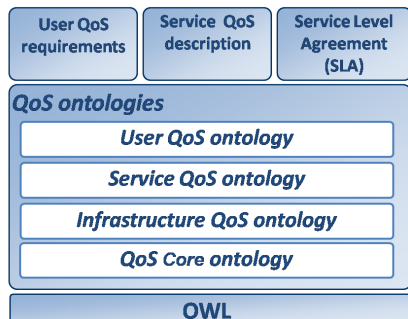 User QoS
requirements
Service QoS
description
Service Level
Agreement
(SLA)
QoS ontologies
User QoS ontology
Service QoS ontology
Infrastructure QoS ontology
QoS Core ontology
OWL